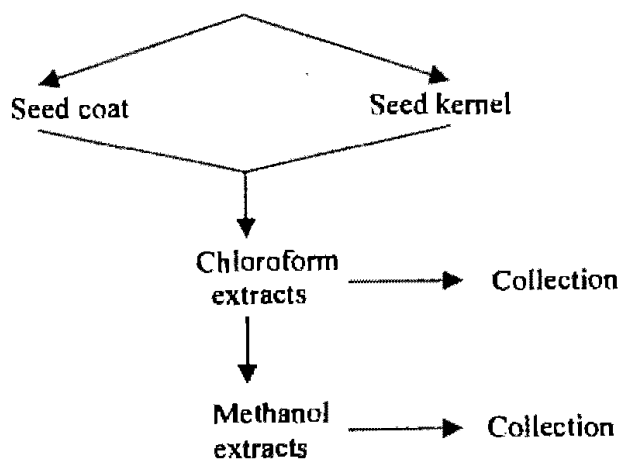 Seed coat
Seed kernel
Chloroform
extracts
Collection
Methanol
extracts
Collection